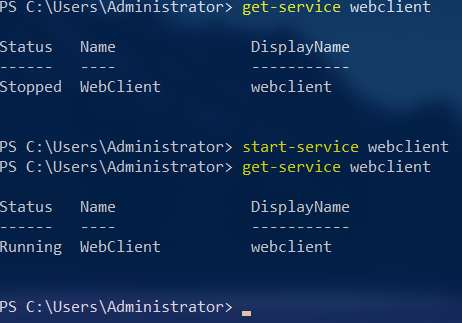 PS C:\Users\Administrator> get-service webclient
Status   Name               DisplayName
------   ----               -----------
Stopped  WebClient          webclient
PS C:\Users\Administrator> start-service webclient
PS C:\Users\Administrator> get-service webclient
Status   Name               DisplayName
------   ----               -----------
Running  WebClient          webclient
PS C:\Users\Administrator>